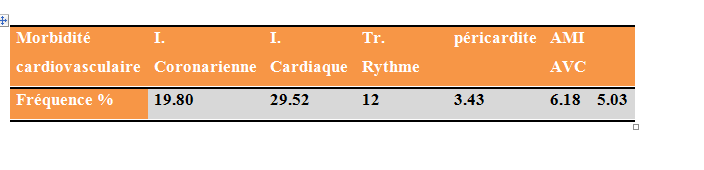 Morbidité I. I. Tr. péricardite AMI
cardiovasculaire Coronarienne Cardiaque Rythme AVC
Fréquence % 19.80 29.52 12 3.43 6.18 5.03